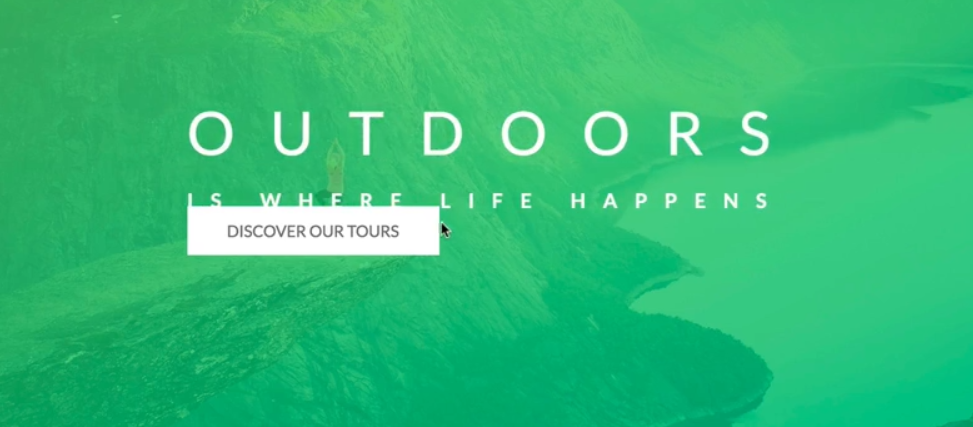 OUTDOORS
IS WHERE LIFE HAPPENS
DISCOVER OUR TOURS